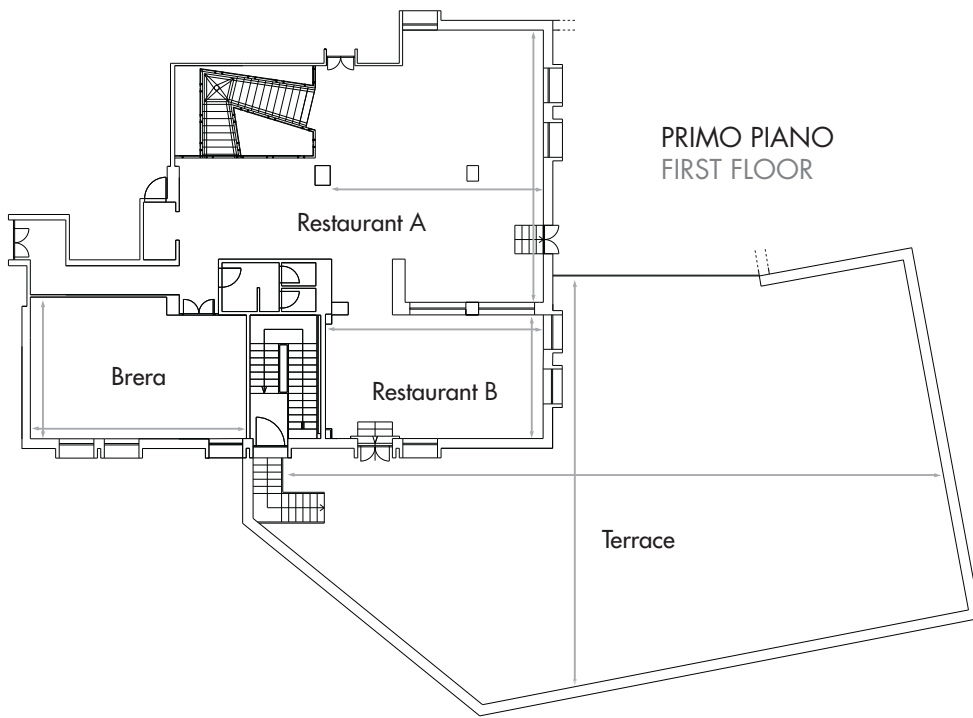 PRIMO PIANO
FIRST FLOOR
Restaurant A
Brera
Restaurant B
Terrace